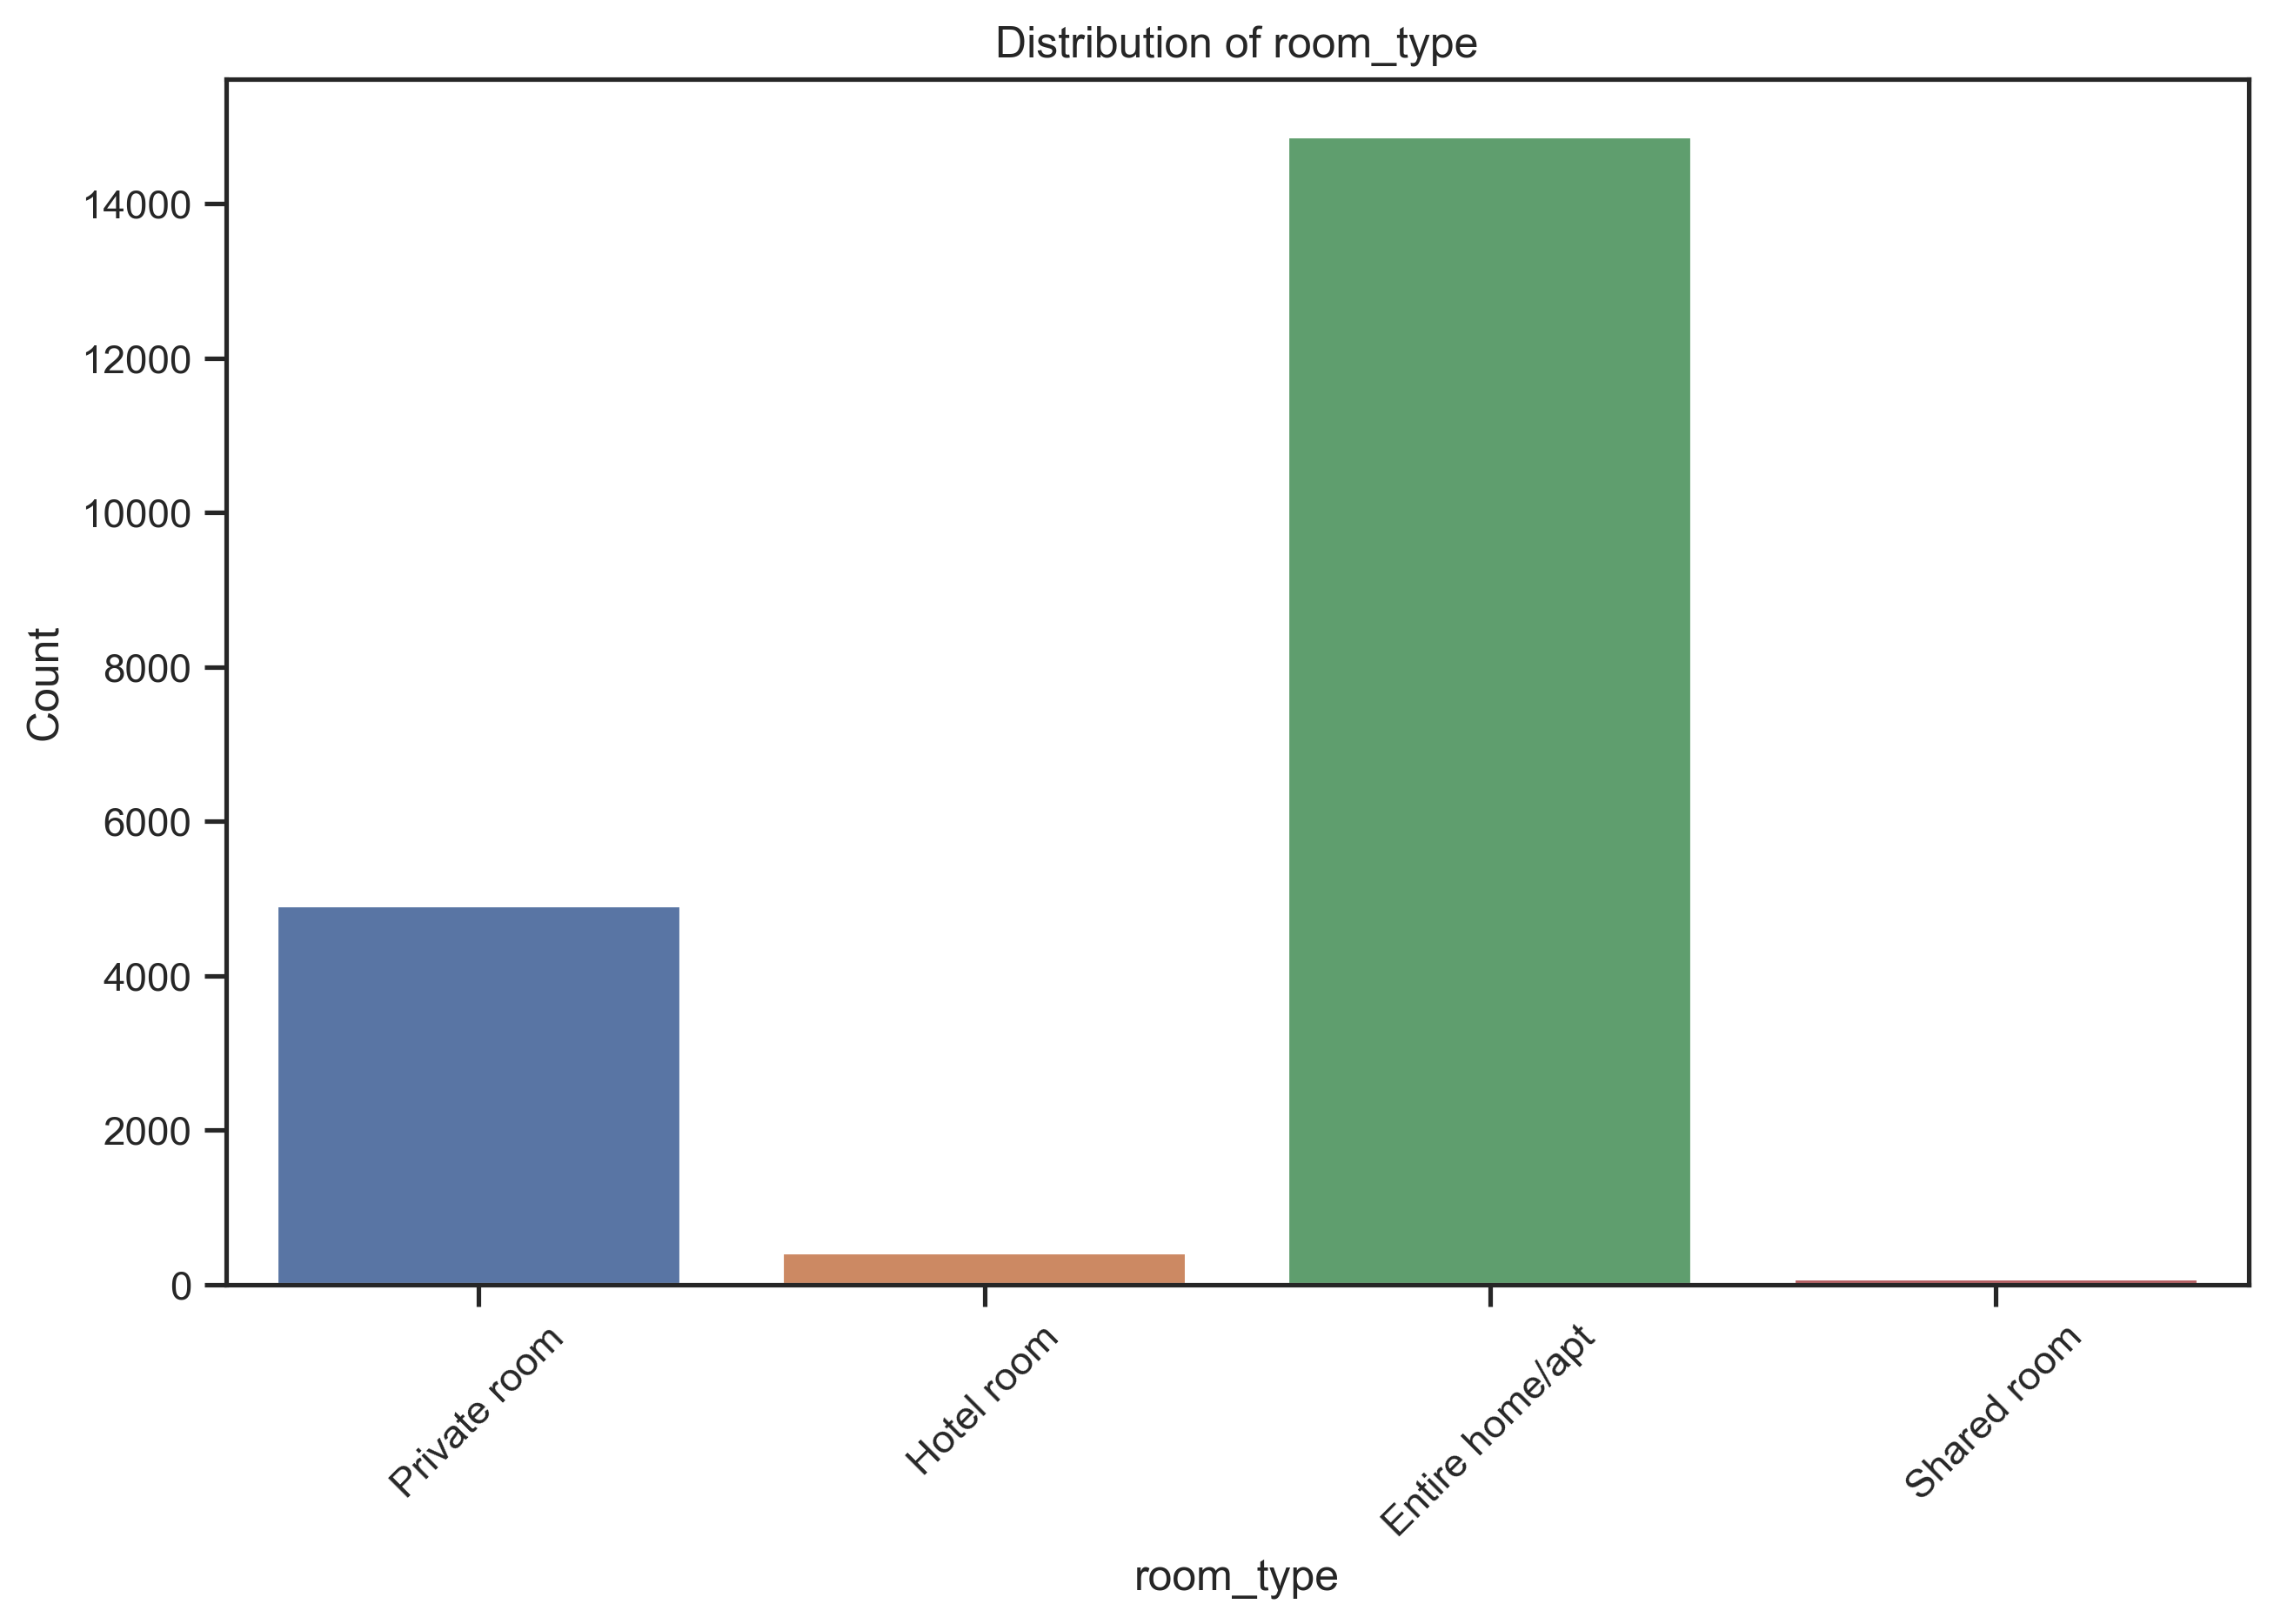 Distribution of room_type
Count
14000
12000
10000
8000
6000
4000
2000
0
Private room
Hotel room
Entire home/apt
Shared room
room_type